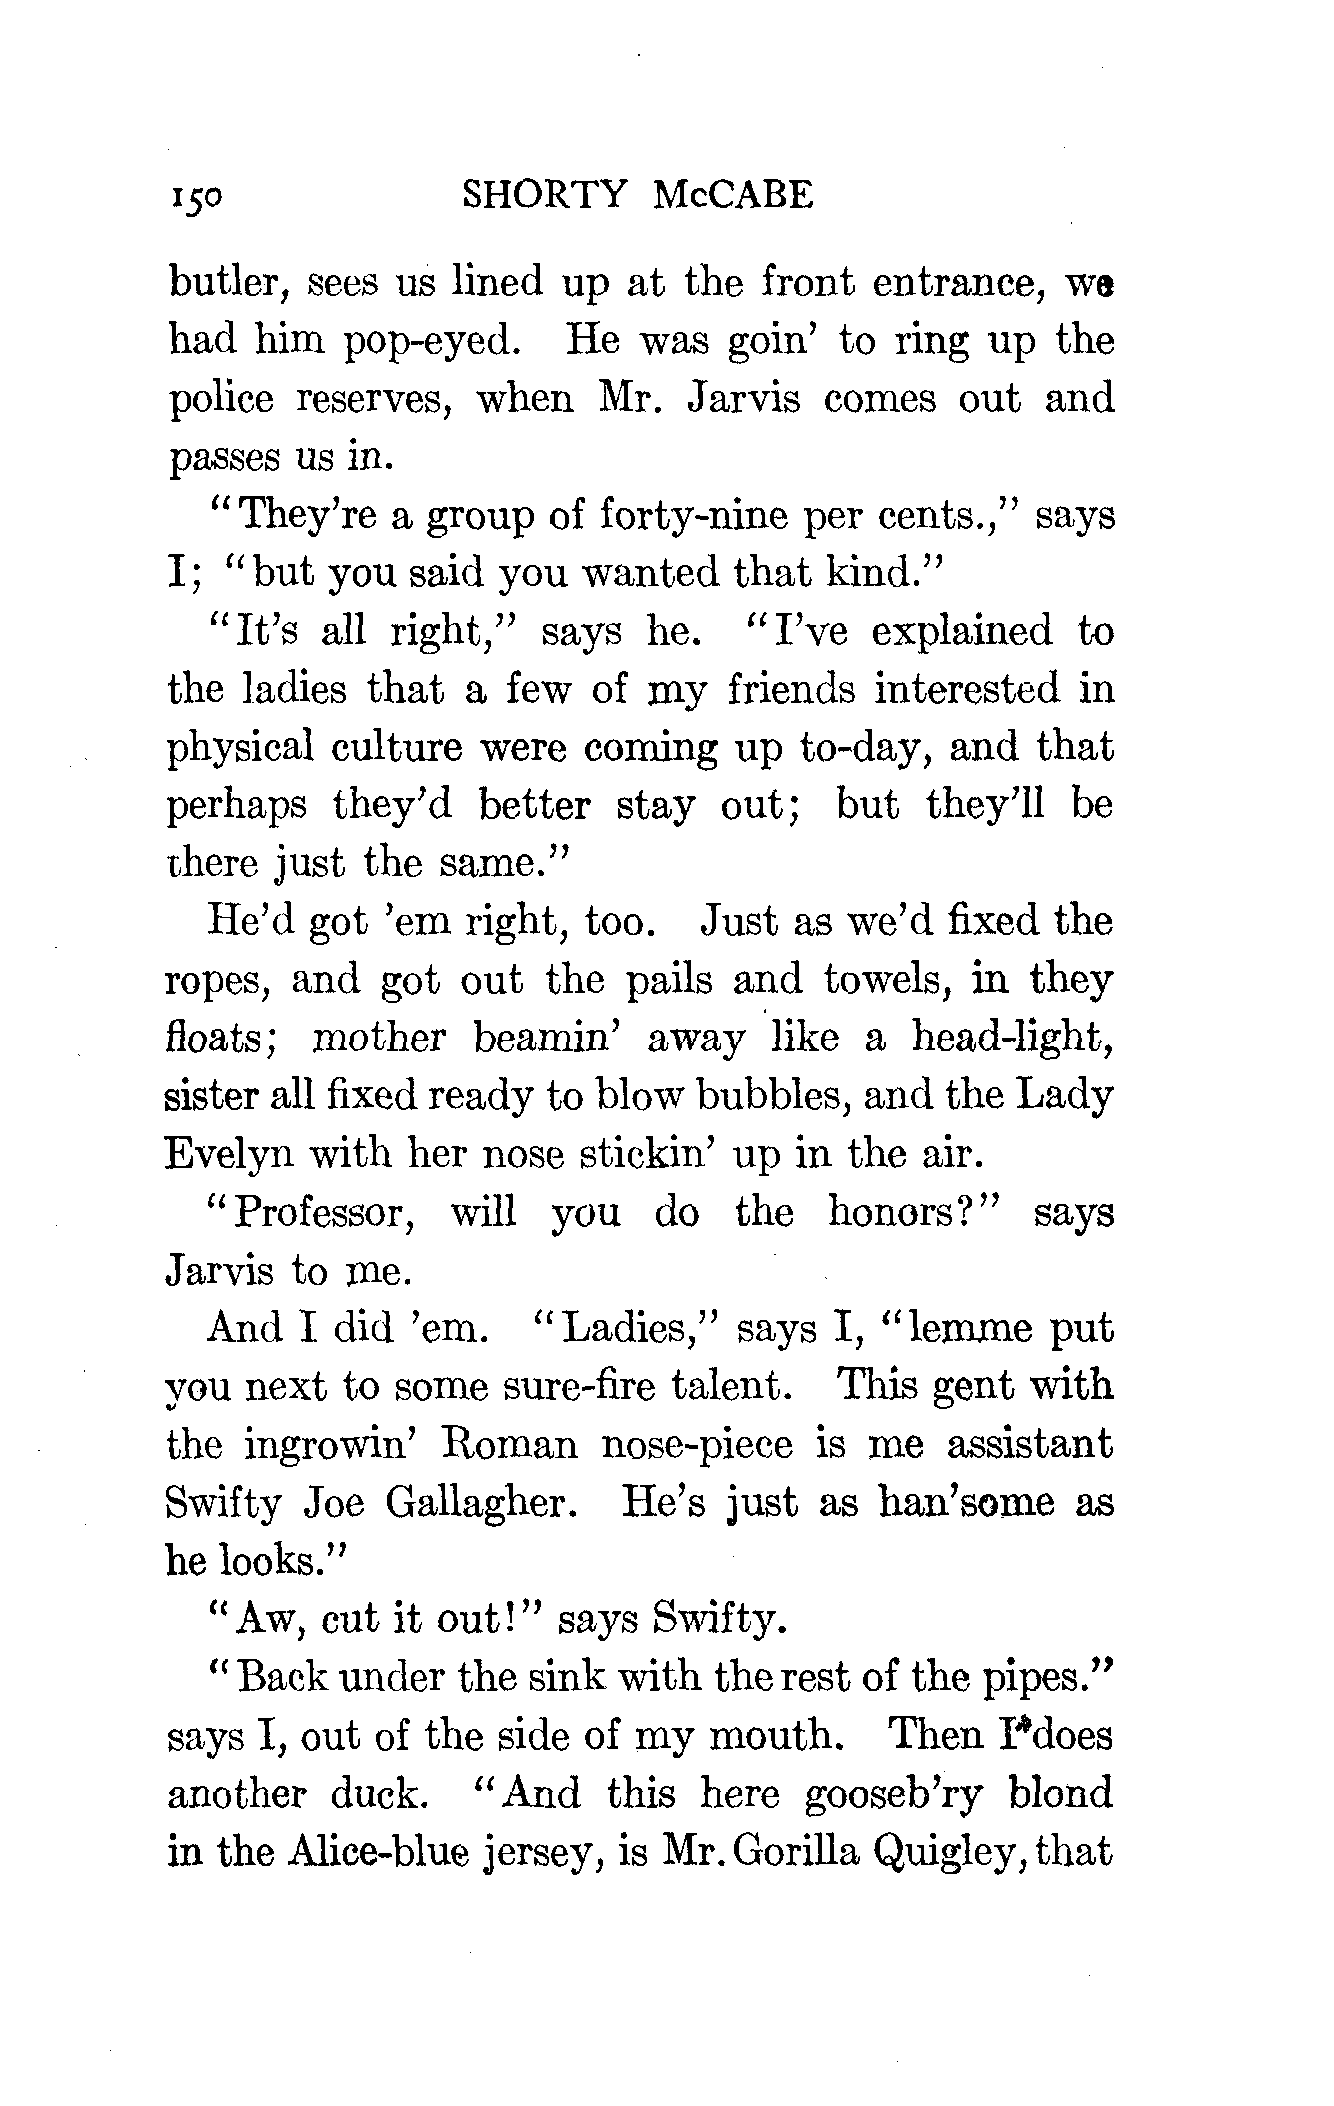 150 SHORTY McCABE
butler, sees us lined up at the front entrance, we
had him pop-eyed. He was goin' to ring up the
police reserves, when Mr. Jarvis comes out and
passes us in.
"They're a group of forty-nine per cents.," says
I; "but you said you wanted that kind."
"It's all right," says he. "I've explained to
the ladies that a few of my friends interested in
physical culture were coming up to-day, and that
perhaps they'd better stay out; but they'll be
there just the same."
He'd got 'em right, too. Just as we'd fixed the
ropes, and got out the pails and towels, in they
floats; mother beamin' away like a head-light,
sister all fixed ready to blow bubbles, and the Lady
Evelyn with her nose stickin' up in the air.
"Professor, will you do the honors?" says
Jarvis to me.
And I did 'em. "Ladies," says I, "lemme put
you next to some sure-fire talent. This gent with
the ingrowin' Roman nose-piece is me assistant
Swifty Joe Gallagher. He's just as han'some as
he looks."
"Aw, cut it out!" says Swifty.
"Back under the sink with the rest of the pipes."
says I, out of the side of my mouth. Then I does
another duck. "And this here gooseb'ry blond
in the Alice-blue jersey, is Mr. Gorilla Quigley, that